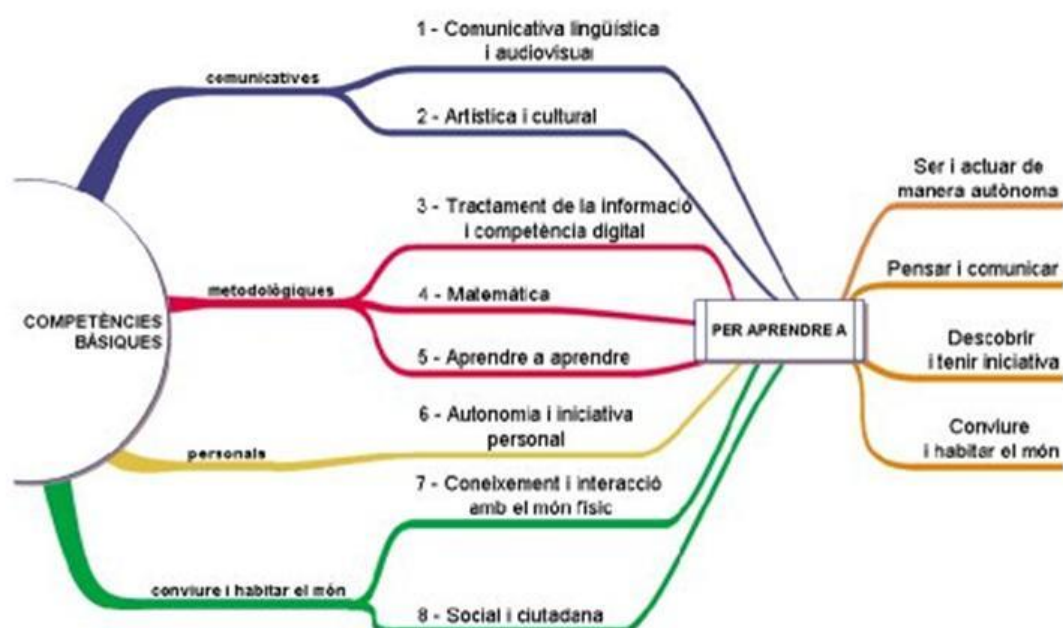 COMPETÈNCIES
BÀSIQUES
comunicatives
1 - Comunicativa lingüística
i audiovisual
2 - Artística i cultural
metodològiques
3 - Tractament de la informació
i competència digital
4 - Matemàtica
5 - Aprendre a aprendre
personals
6 - Autonomia i iniciativa
personal
conviure i habitar el món
7 - Coneixement i interacció
amb el món físic
8 - Social i ciutadana
PER APRENDRE A
Ser i actuar de
manera autònoma
Pensar i comunicar
Descobrir
i tenir iniciativa
Conviure
i habitar el món